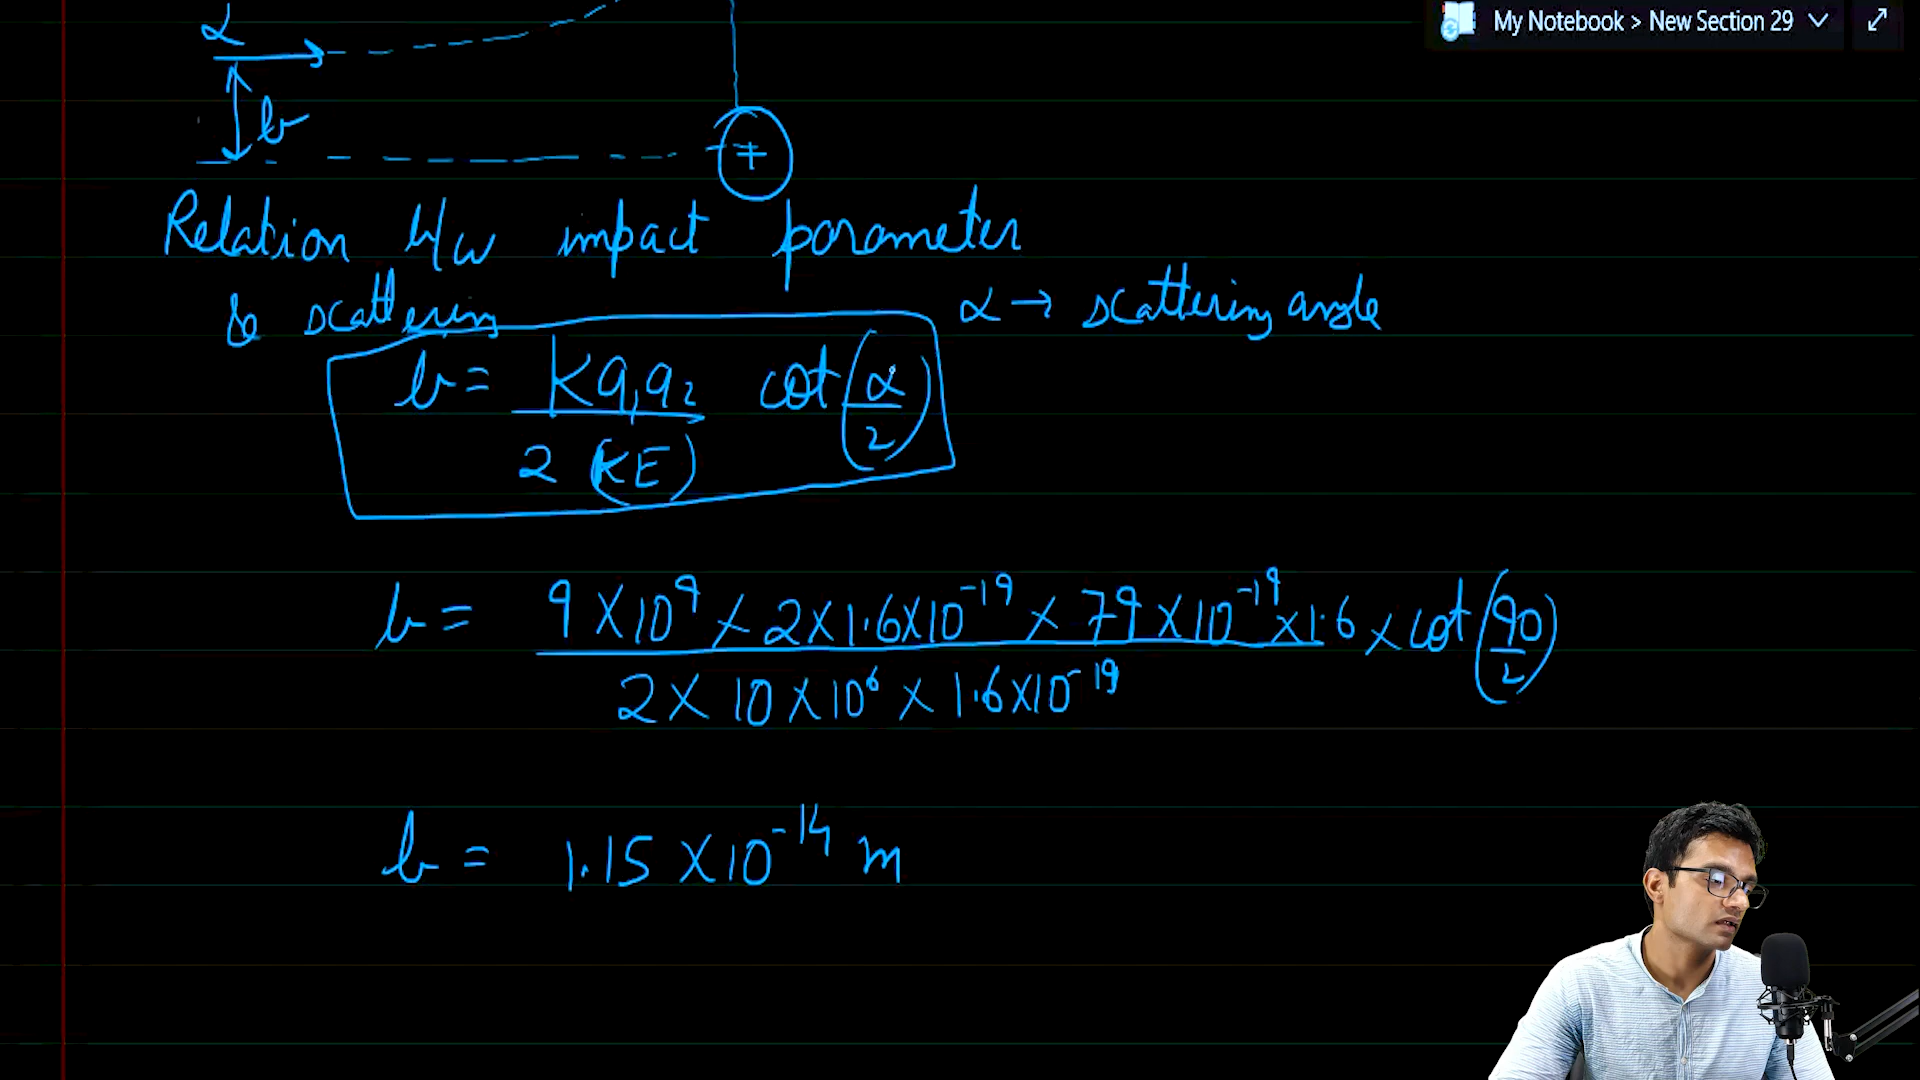 My Notebook > New Section 29
α
b
+
Relation b/w impact parameter
& scattering
α → scattering angle
b = Kq₁q₂ / 2 (KE) cot(α/2)
b = 9 × 10⁹ × 2 × 1.6 × 10⁻¹⁹ × 79 × 10⁻¹⁹ × 1.6 / 2 × 10 × 10⁶ × 1.6 × 10⁻¹⁹ × cot(90/2)
b = 1.15 × 10⁻¹⁴ m